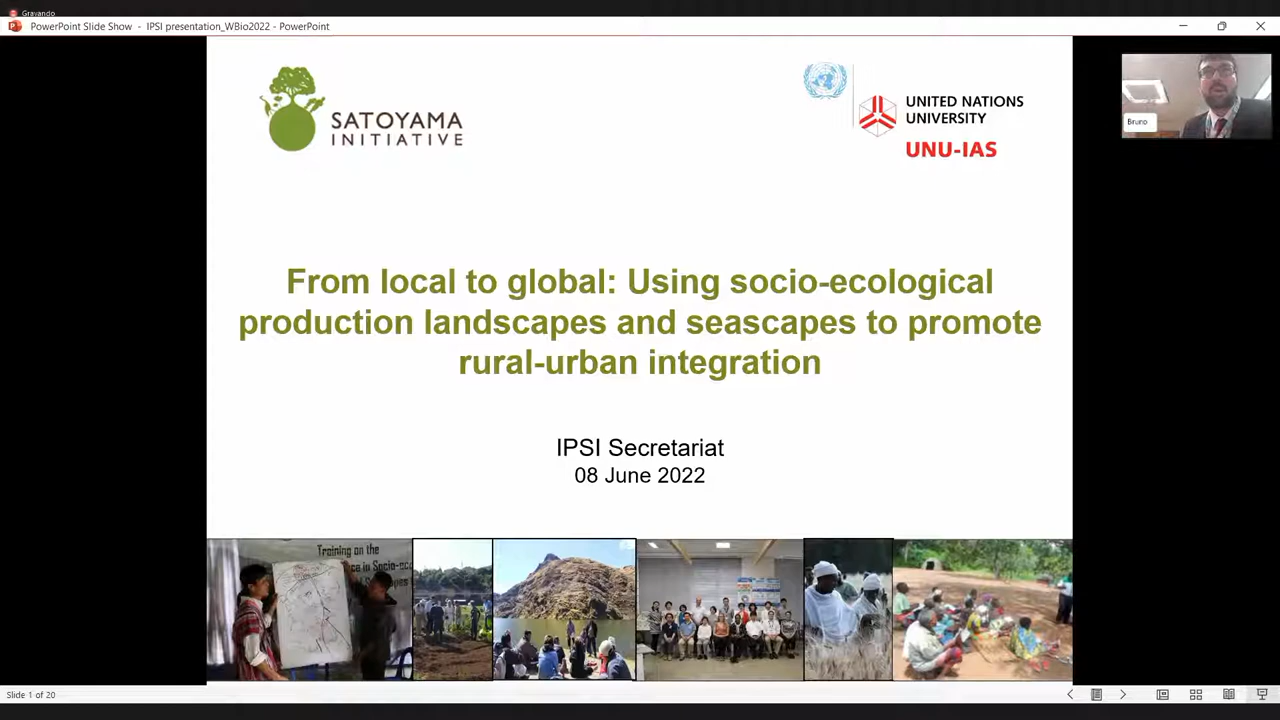 Gravando
PowerPoint Slide Show - IPSI presentation_WBio2022 - PowerPoint
SATOYAMA
INITIATIVE
UNITED NATIONS
UNIVERSITY
UNU-IAS
Bruno
From local to global: Using socio-ecological
production landscapes and seascapes to promote
rural-urban integration
IPSI Secretariat
08 June 2022
Training on the
in Socio-
Slide 1 of 20